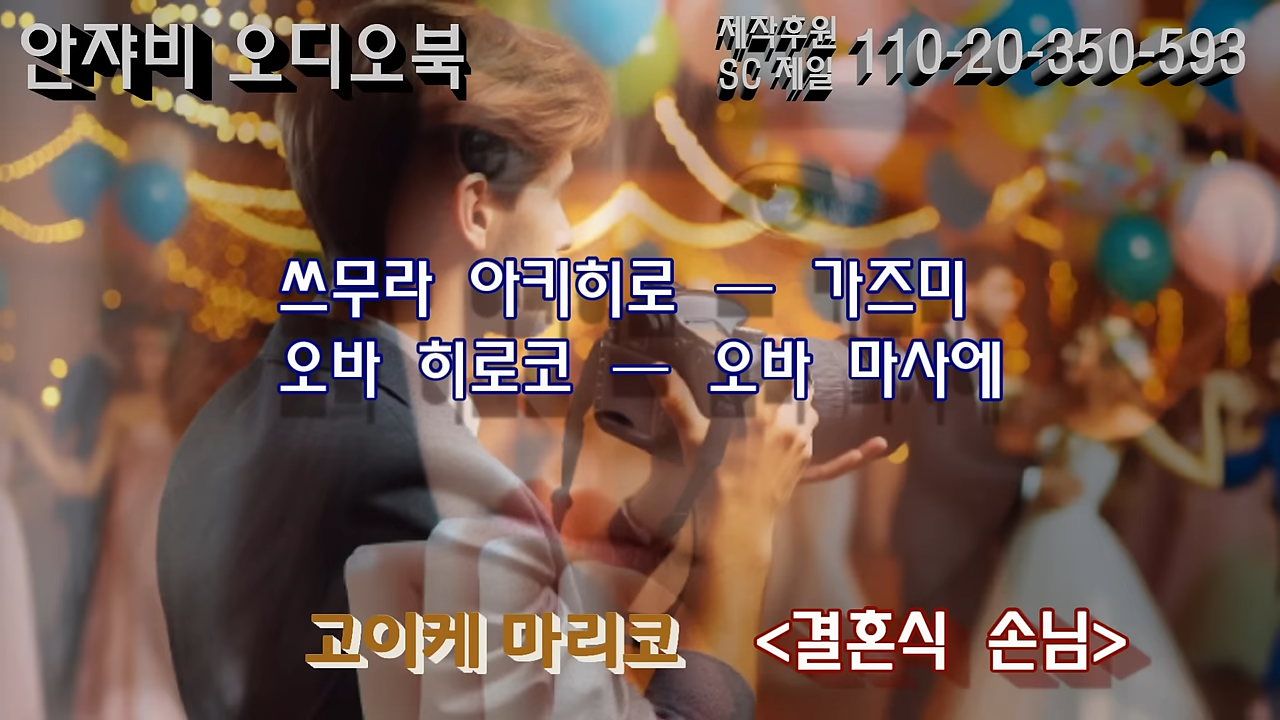 안쟈비 오디오북
제작후원
SC 제일
110-20-350-593
쓰무라 아키히로 — 가즈미
오바 히로코 — 오바 마사에
고이케 마리코 <결혼식 손님>